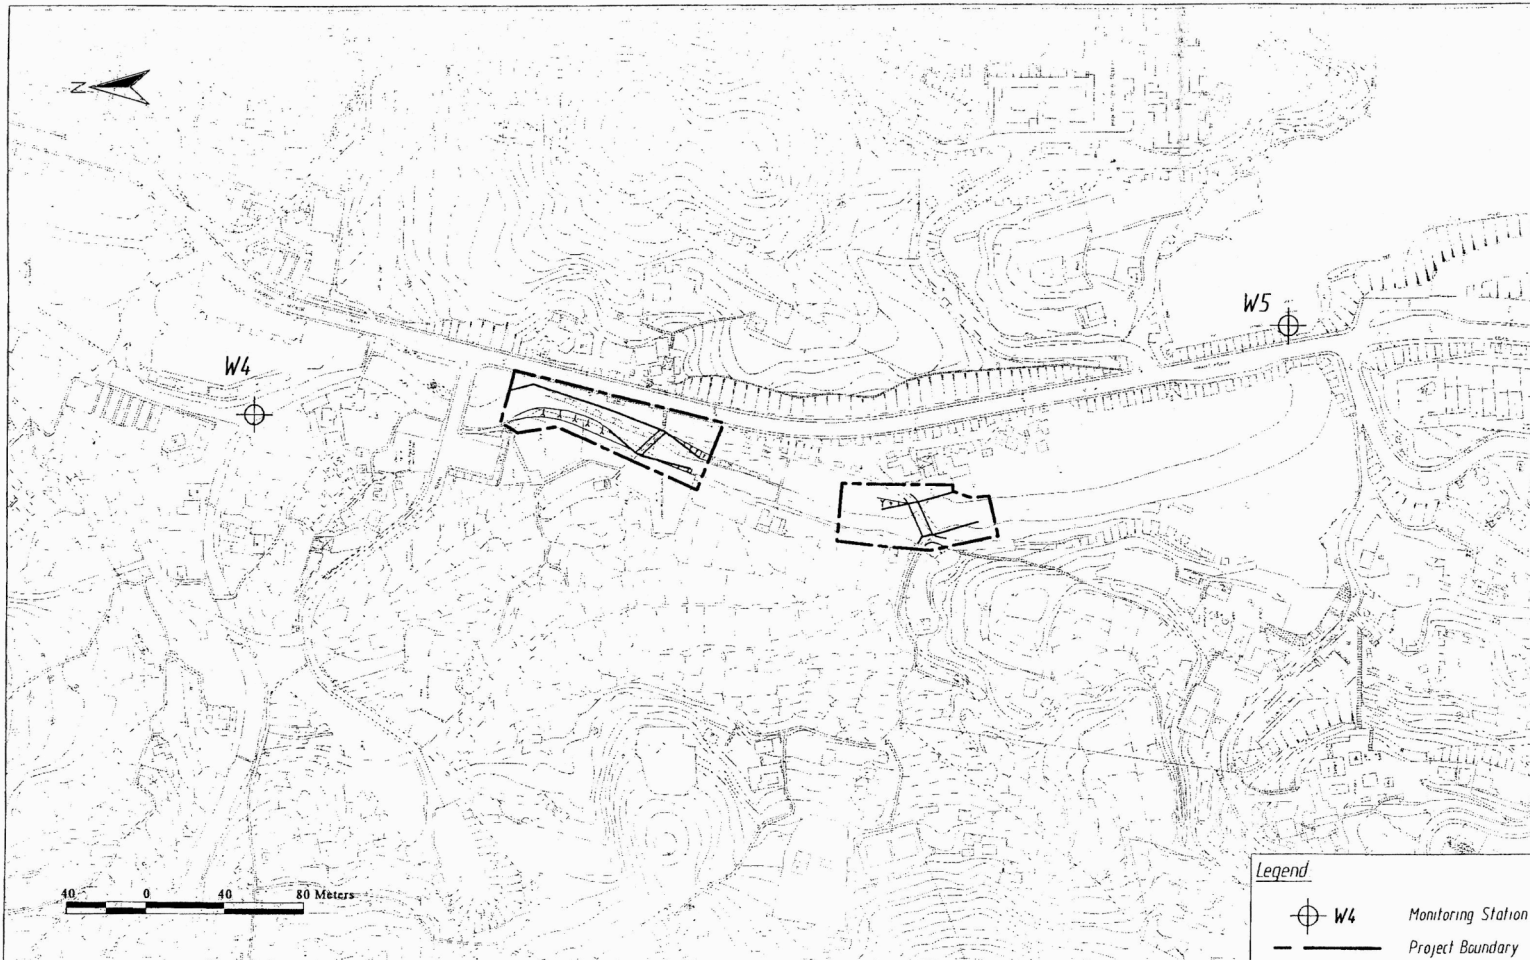 Z
W5
W4
40 0 40 80 Meters
Legend
W4 Monitoring Station
Project Boundary